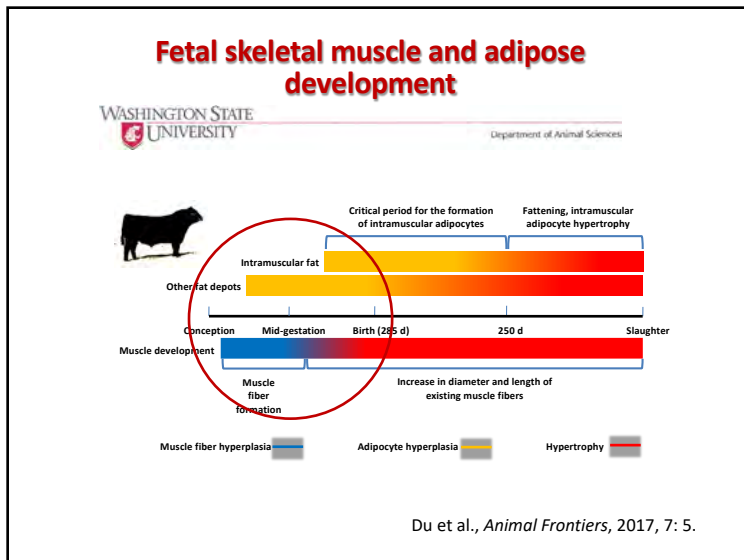 Fetal skeletal muscle and adipose
development
WASHINGTON STATE
UNIVERSITY
Department of Animal Sciences
Critical period for the formation
of intramuscular adipocytes
Fattening, intramuscular
adipocyte hypertrophy
Intramuscular fat
Other fat depots
Conception
Mid-gestation
Birth (285 d)
250 d
Slaughter
Muscle development
Muscle
fiber
formation
Increase in diameter and length of
existing muscle fibers
Muscle fiber hyperplasia
Adipocyte hyperplasia
Hypertrophy
Du et al., Animal Frontiers, 2017, 7: 5.